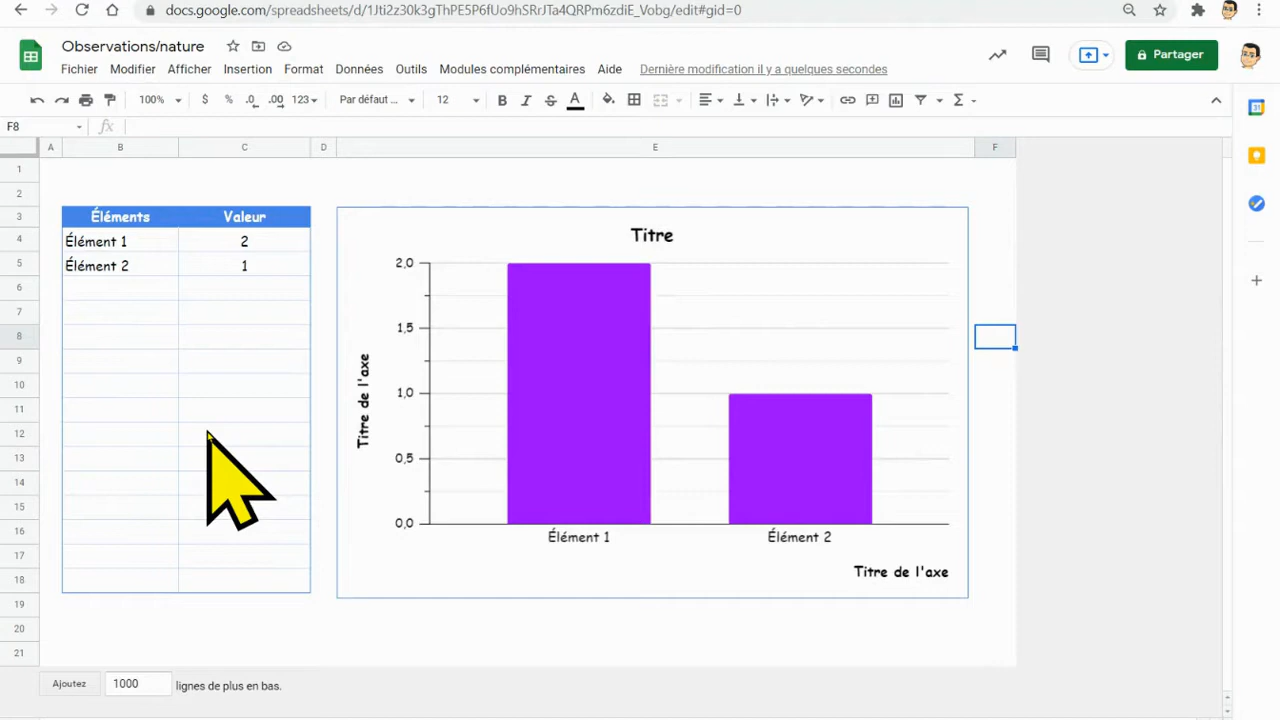 docs.google.com/spreadsheets/d/1Jti2z30k3gThPE5P6fUo9hSRrJTa4QRPm6zdiE_Vobg/edit#gid=0
Observations/nature
Fichier Modifier Afficher Insertion Format Données Outils Modules complémentaires Aide Dernière modification il y a quelques secondes
Partager
100% $ % .0 .00 123 Par défaut ... 12 B I S A Σ
F8 fx
A B C D E F
1
2
3 Éléments Valeur
4 Élément 1 2
5 Élément 2 1
6
7
8
9
10
11
12
13
14
15
16
17
18
19
20
21
Titre
2,0
1,5
1,0
0,5
0,0
Titre de l'axe
Élément 1 Élément 2
Titre de l'axe
Ajoutez 1000 lignes de plus en bas.
31